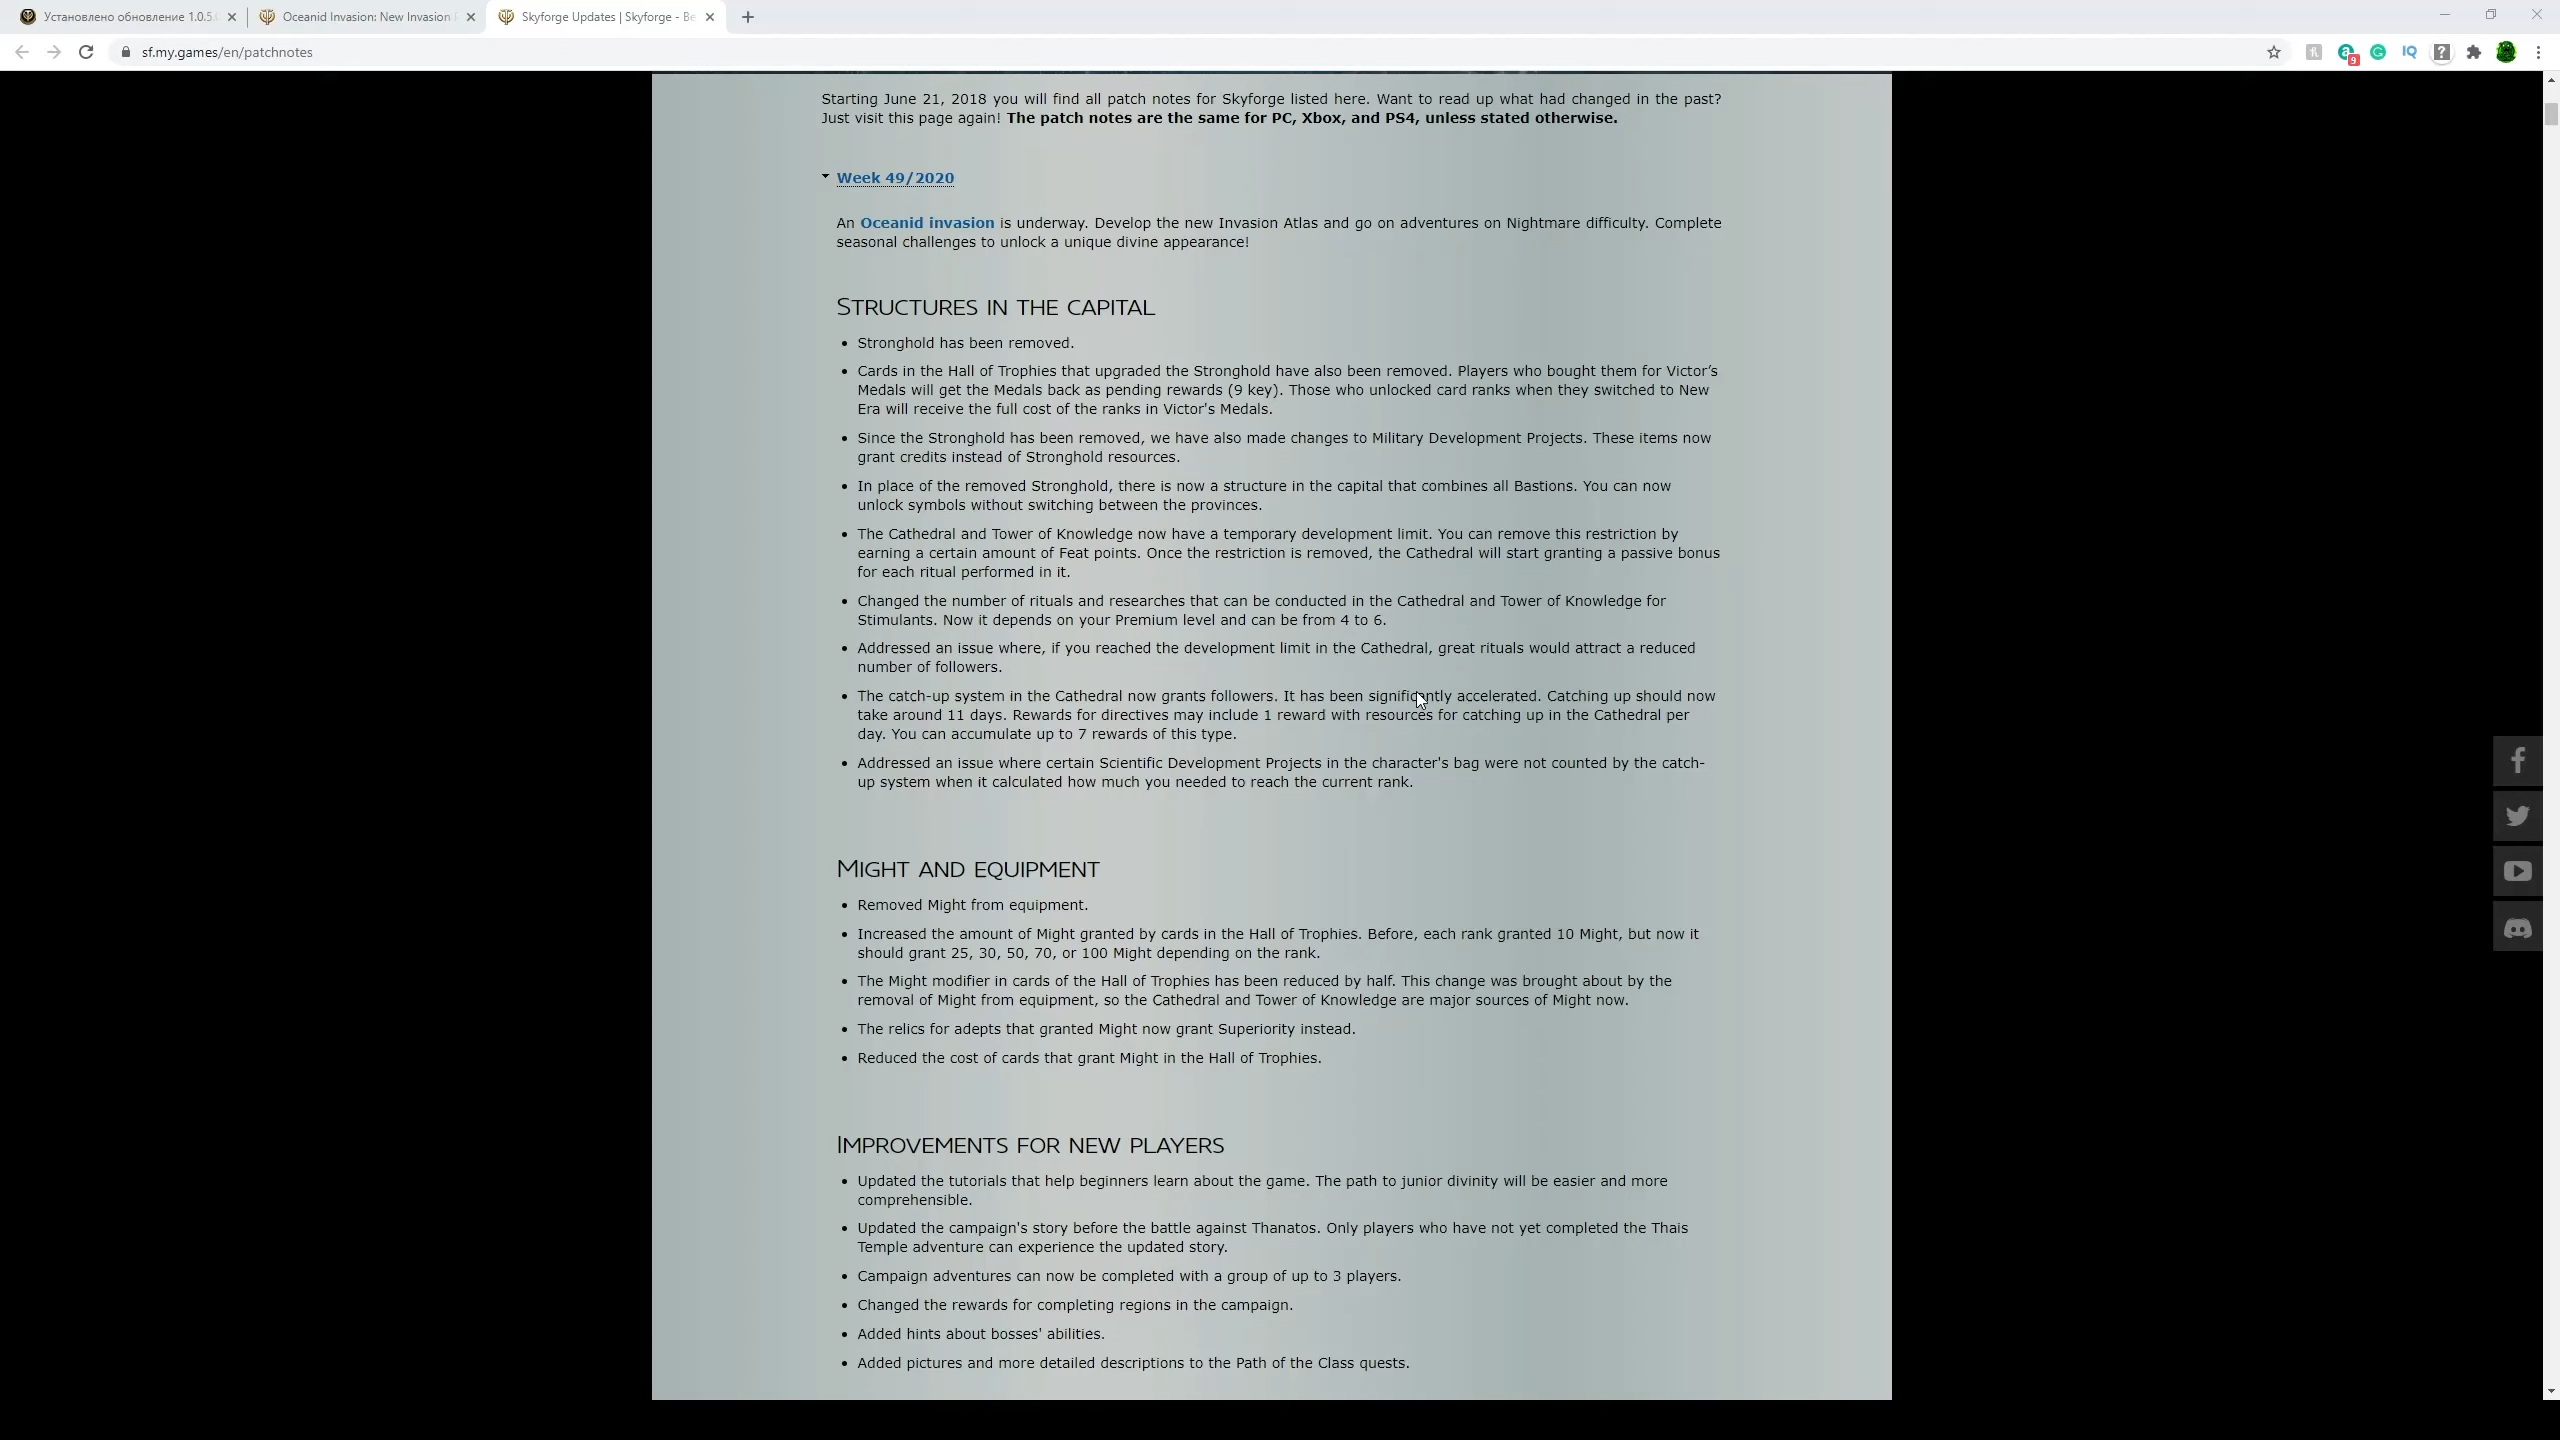 Установлено обновление 1.0.5.
Oceanid Invasion: New Invasion
Skyforge Updates | Skyforge - Be
sf.my.games/en/patchnotes
9
IQ
?
Starting June 21, 2018 you will find all patch notes for Skyforge listed here. Want to read up what had changed in the past?
Just visit this page again! The patch notes are the same for PC, Xbox, and PS4, unless stated otherwise.
Week 49/2020
An Oceanid invasion is underway. Develop the new Invasion Atlas and go on adventures on Nightmare difficulty. Complete
seasonal challenges to unlock a unique divine appearance!
STRUCTURES IN THE CAPITAL
• Stronghold has been removed.
• Cards in the Hall of Trophies that upgraded the Stronghold have also been removed. Players who bought them for Victor’s
Medals will get the Medals back as pending rewards (9 key). Those who unlocked card ranks when they switched to New
Era will receive the full cost of the ranks in Victor's Medals.
• Since the Stronghold has been removed, we have also made changes to Military Development Projects. These items now
grant credits instead of Stronghold resources.
• In place of the removed Stronghold, there is now a structure in the capital that combines all Bastions. You can now
unlock symbols without switching between the provinces.
• The Cathedral and Tower of Knowledge now have a temporary development limit. You can remove this restriction by
earning a certain amount of Feat points. Once the restriction is removed, the Cathedral will start granting a passive bonus
for each ritual performed in it.
• Changed the number of rituals and researches that can be conducted in the Cathedral and Tower of Knowledge for
Stimulants. Now it depends on your Premium level and can be from 4 to 6.
• Addressed an issue where, if you reached the development limit in the Cathedral, great rituals would attract a reduced
number of followers.
• The catch-up system in the Cathedral now grants followers. It has been significantly accelerated. Catching up should now
take around 11 days. Rewards for directives may include 1 reward with resources for catching up in the Cathedral per
day. You can accumulate up to 7 rewards of this type.
• Addressed an issue where certain Scientific Development Projects in the character's bag were not counted by the catch-
up system when it calculated how much you needed to reach the current rank.
MIGHT AND EQUIPMENT
• Removed Might from equipment.
• Increased the amount of Might granted by cards in the Hall of Trophies. Before, each rank granted 10 Might, but now it
should grant 25, 30, 50, 70, or 100 Might depending on the rank.
• The Might modifier in cards of the Hall of Trophies has been reduced by half. This change was brought about by the
removal of Might from equipment, so the Cathedral and Tower of Knowledge are major sources of Might now.
• The relics for adepts that granted Might now grant Superiority instead.
• Reduced the cost of cards that grant Might in the Hall of Trophies.
IMPROVEMENTS FOR NEW PLAYERS
• Updated the tutorials that help beginners learn about the game. The path to junior divinity will be easier and more
comprehensible.
• Updated the campaign's story before the battle against Thanatos. Only players who have not yet completed the Thais
Temple adventure can experience the updated story.
• Campaign adventures can now be completed with a group of up to 3 players.
• Changed the rewards for completing regions in the campaign.
• Added hints about bosses' abilities.
• Added pictures and more detailed descriptions to the Path of the Class quests.